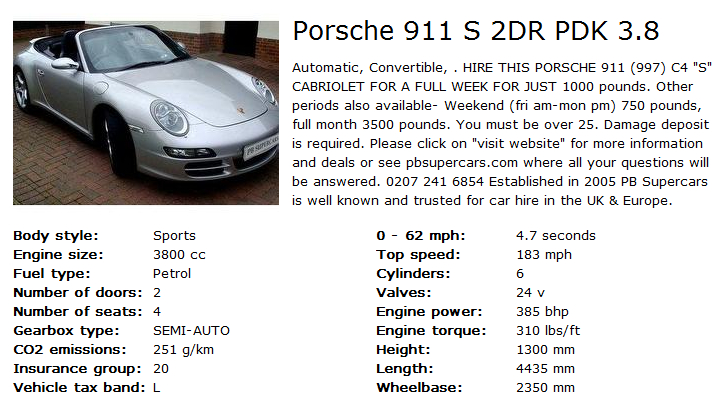 Porsche 911 S 2DR PDK 3.8
Automatic, Convertible, . HIRE THIS PORSCHE 911 (997) C4 "S"
CABRIOLET FOR A FULL WEEK FOR JUST 1000 pounds. Other
periods also available- Weekend (fri am-mon pm) 750 pounds,
full month 3500 pounds. You must be over 25. Damage deposit
is required. Please click on "visit website" for more information
and deals or see pbsupercars.com where all your questions will
be answered. 0207 241 6854 Established in 2005 PB Supercars
is well known and trusted for car hire in the UK & Europe.
PB SUPERCARS
Body style: Sports
Engine size: 3800 cc
Fuel type: Petrol
Number of doors: 2
Number of seats: 4
Gearbox type: SEMI-AUTO
CO2 emissions: 251 g/km
Insurance group: 20
Vehicle tax band: L
0 - 62 mph: 4.7 seconds
Top speed: 183 mph
Cylinders: 6
Valves: 24 v
Engine power: 385 bhp
Engine torque: 310 lbs/ft
Height: 1300 mm
Length: 4435 mm
Wheelbase: 2350 mm